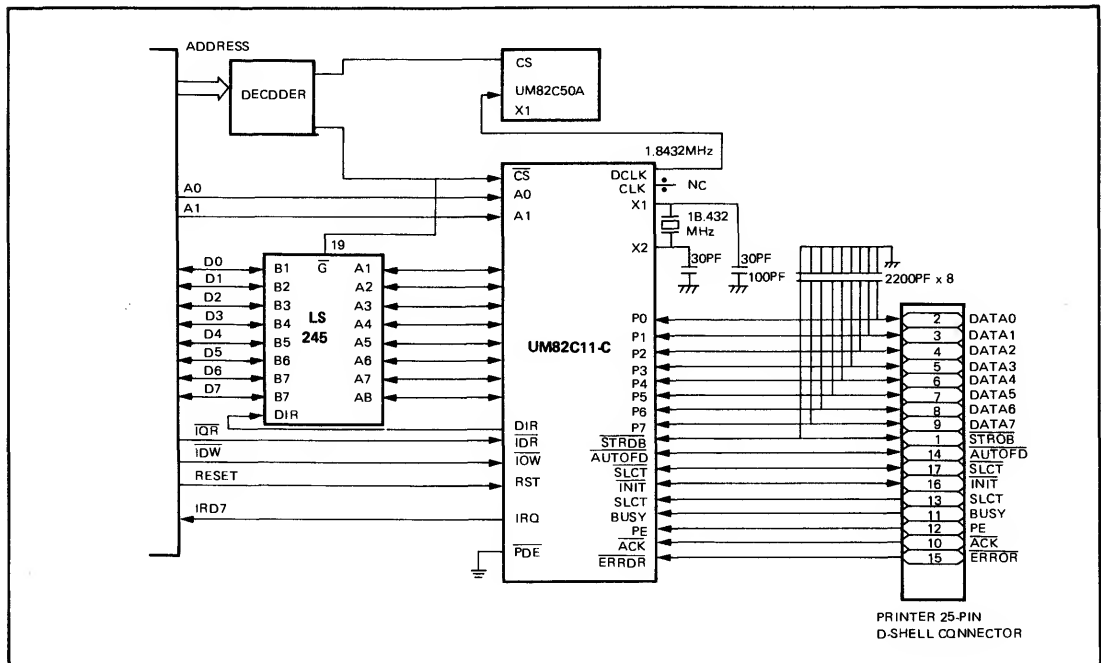 ADDRESS
DECDDER
CS
UM82C50A
X1
1.8432MHz
A0
A1
CS
A0
A1
DCLK
CLK
NC
X1
X2
1B.432
MHz
30PF
30PF
100PF
2200PF x 8
19
D0
D1
D2
D3
D4
D5
D6
D7
B1
B2
B3
B4
B5
B6
B7
B7
DIR
G
LS
245
A1
A2
A3
A4
A5
A6
A7
AB
UM82C11-C
IQR
IDW
RESET
IRD7
DIR
IDR
IOW
RST
IRQ
PDE
P0
P1
P2
P3
P4
P5
P6
P7
STRDB
AUTOFD
SLCT
INIT
SLCT
BUSY
PE
ACK
ERRDR
2 DATA0
3 DATA1
4 DATA2
5 DATA3
6 DATA4
7 DATA5
8 DATA6
9 DATA7
1 STROB
14 AUTOFD
17 SLCT
16 INIT
13 SLCT
11 BUSY
12 PE
10 ACK
15 ERROR
PRINTER 25-PIN
D-SHELL CQNNECTOR